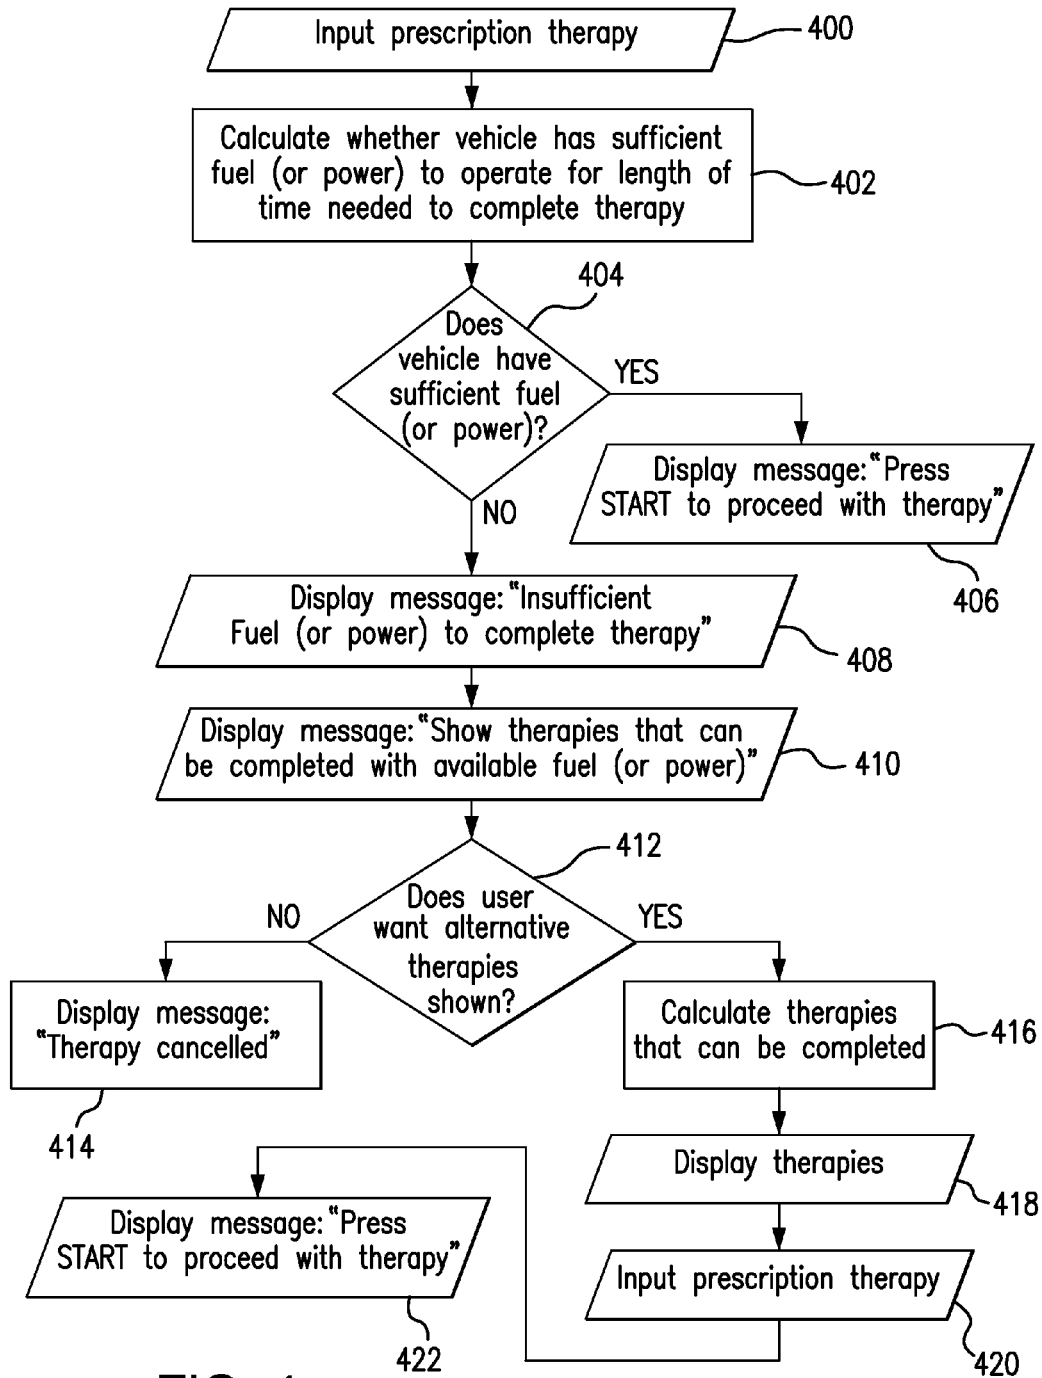 Input prescription therapy
400
Calculate whether vehicle has sufficient
fuel (or power) to operate for length of
time needed to complete therapy
402
404
Does
vehicle have
sufficient fuel
(or power)?
YES
NO
Display message: “Press
START to proceed with therapy”
406
Display message: “Insufficient
Fuel (or power) to complete therapy”
408
Display message: “Show therapies that can
be completed with available fuel (or power)”
410
412
Does user
want alternative
therapies
shown?
NO
YES
Display message:
“Therapy cancelled”
414
Calculate therapies
that can be completed
416
Display therapies
418
Input prescription therapy
420
Display message: “Press
START to proceed with therapy”
422